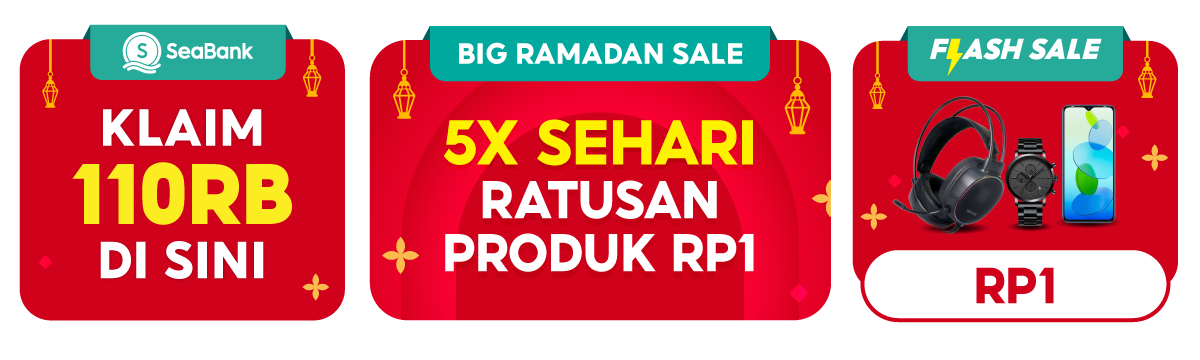 SeaBank
KLAIM
110RB
DI SINI
BIG RAMADAN SALE
5X SEHARI
RATUSAN
PRODUK RP1
FLASH SALE
RP1